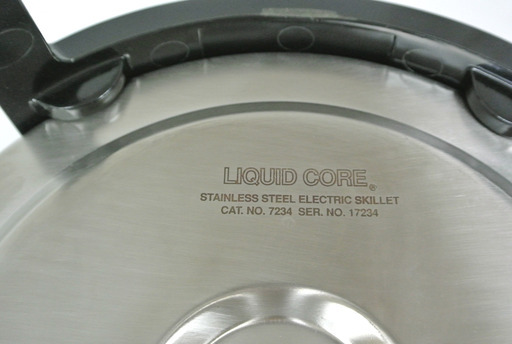 LIQUID CORE®
STAINLESS STEEL ELECTRIC SKILLET
CAT. NO. 7234 SER. NO. 17234